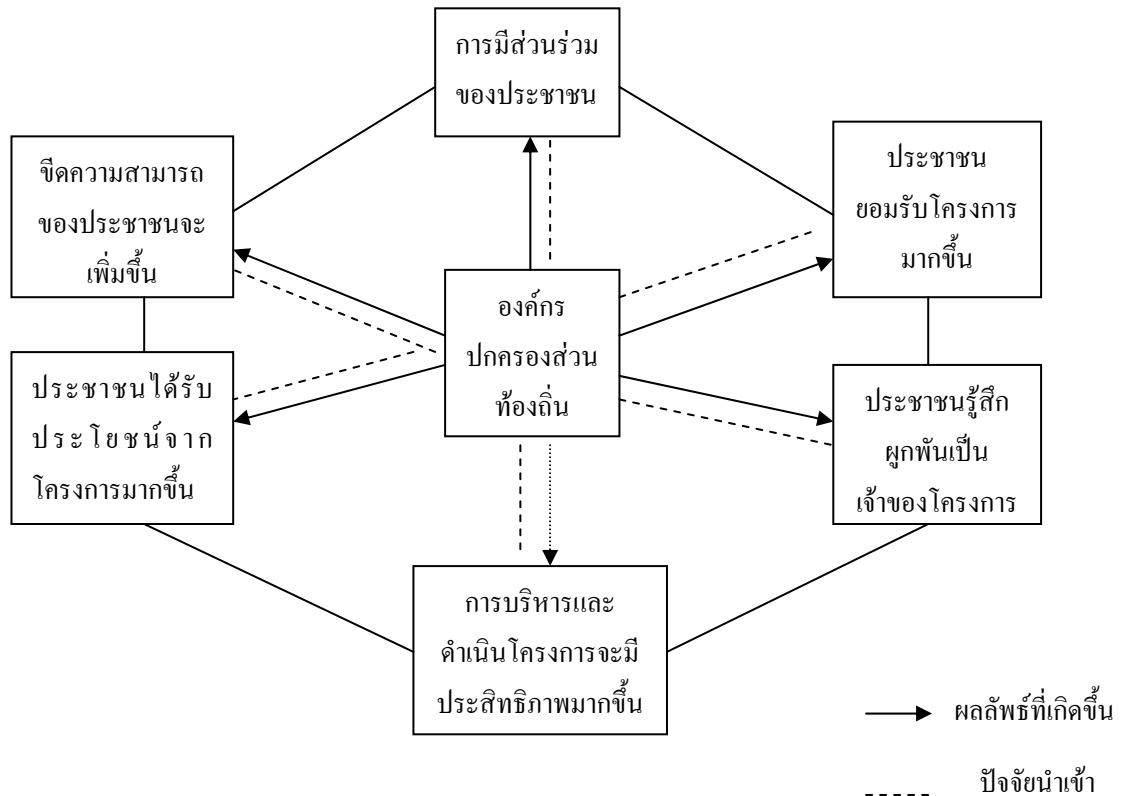 การมีส่วนร่วม
ของประชาชน
ขีดความสามารถ
ของประชาชนจะ
เพิ่มขึ้น
ประชาชน
ยอมรับโครงการ
มากขึ้น
องค์กร
ปกครองส่วน
ท้องถิ่น
ประชาชนได้รับ
ประโยชน์จาก
โครงการมากขึ้น
ประชาชนรู้สึก
ผูกพันเป็น
เจ้าของโครงการ
การบริหารและ
ดำเนินโครงการจะมี
ประสิทธิภาพมากขึ้น
ผลลัพธ์ที่เกิดขึ้น
ปัจจัยนำเข้า